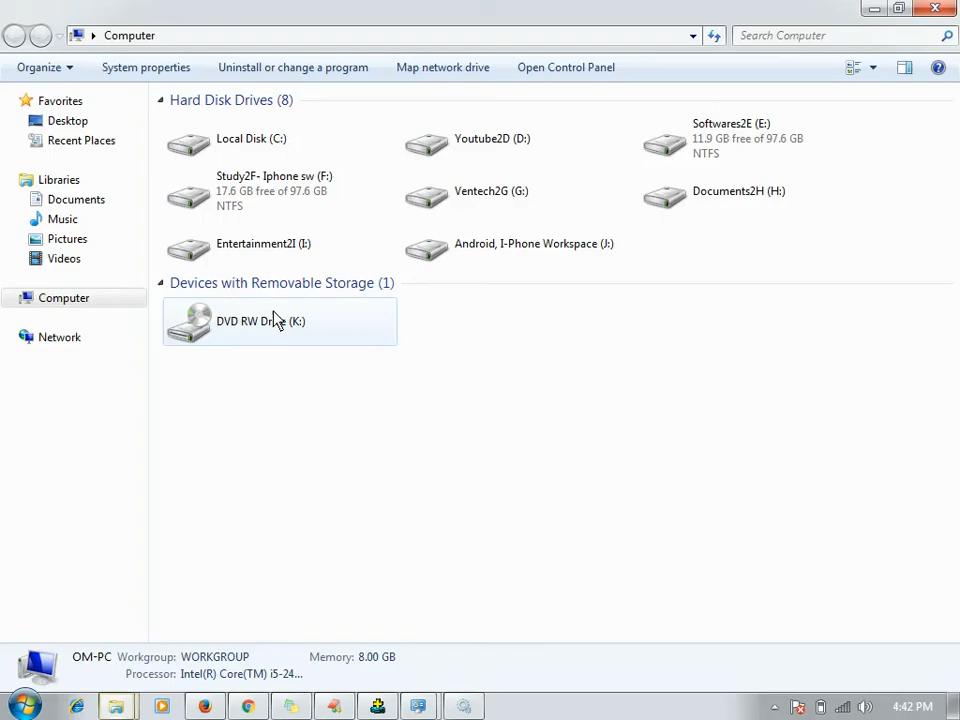 Computer
Search Computer
Organize
System properties
Uninstall or change a program
Map network drive
Open Control Panel
Favorites
Desktop
Recent Places
Libraries
Documents
Music
Pictures
Videos
Computer
Network
Hard Disk Drives (8)
Local Disk (C:)
Youtube2D (D:)
Softwares2E (E:)
11.9 GB free of 97.6 GB
NTFS
Study2F- Iphone sw (F:)
17.6 GB free of 97.6 GB
NTFS
Ventech2G (G:)
Documents2H (H:)
Entertainment2I (I:)
Android, I-Phone Workspace (J:)
Devices with Removable Storage (1)
DVD RW Drive (K:)
OM-PC Workgroup: WORKGROUP Memory: 8.00 GB
Processor: Intel(R) Core(TM) i5-24...
4:42 PM